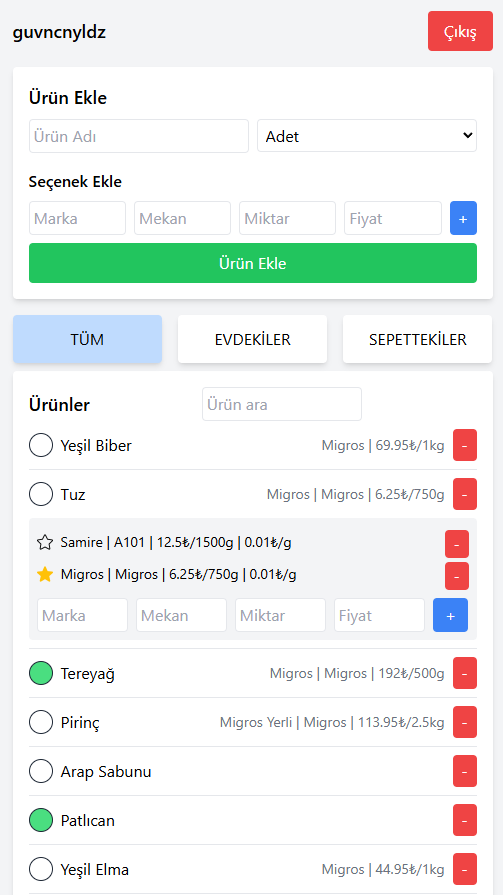 guvncnyldz Çıkış
Ürün Ekle
Ürün Adı Adet
Seçenek Ekle
Marka Mekan Miktar Fiyat +
Ürün Ekle
TÜM EVDEKİLER SEPETTEKİLER
Ürünler Ürün ara
Yeşil Biber Migros | 69.95₺/1kg -
Tuz Migros | Migros | 6.25₺/750g -
Samire | A101 | 12.5₺/1500g | 0.01₺/g -
Migros | Migros | 6.25₺/750g | 0.01₺/g -
Marka Mekan Miktar Fiyat +
Tereyağ Migros | Migros | 192₺/500g -
Pirinç Migros Yerli | Migros | 113.95₺/2.5kg -
Arap Sabunu -
Patlıcan -
Yeşil Elma Migros | 44.95₺/1kg -